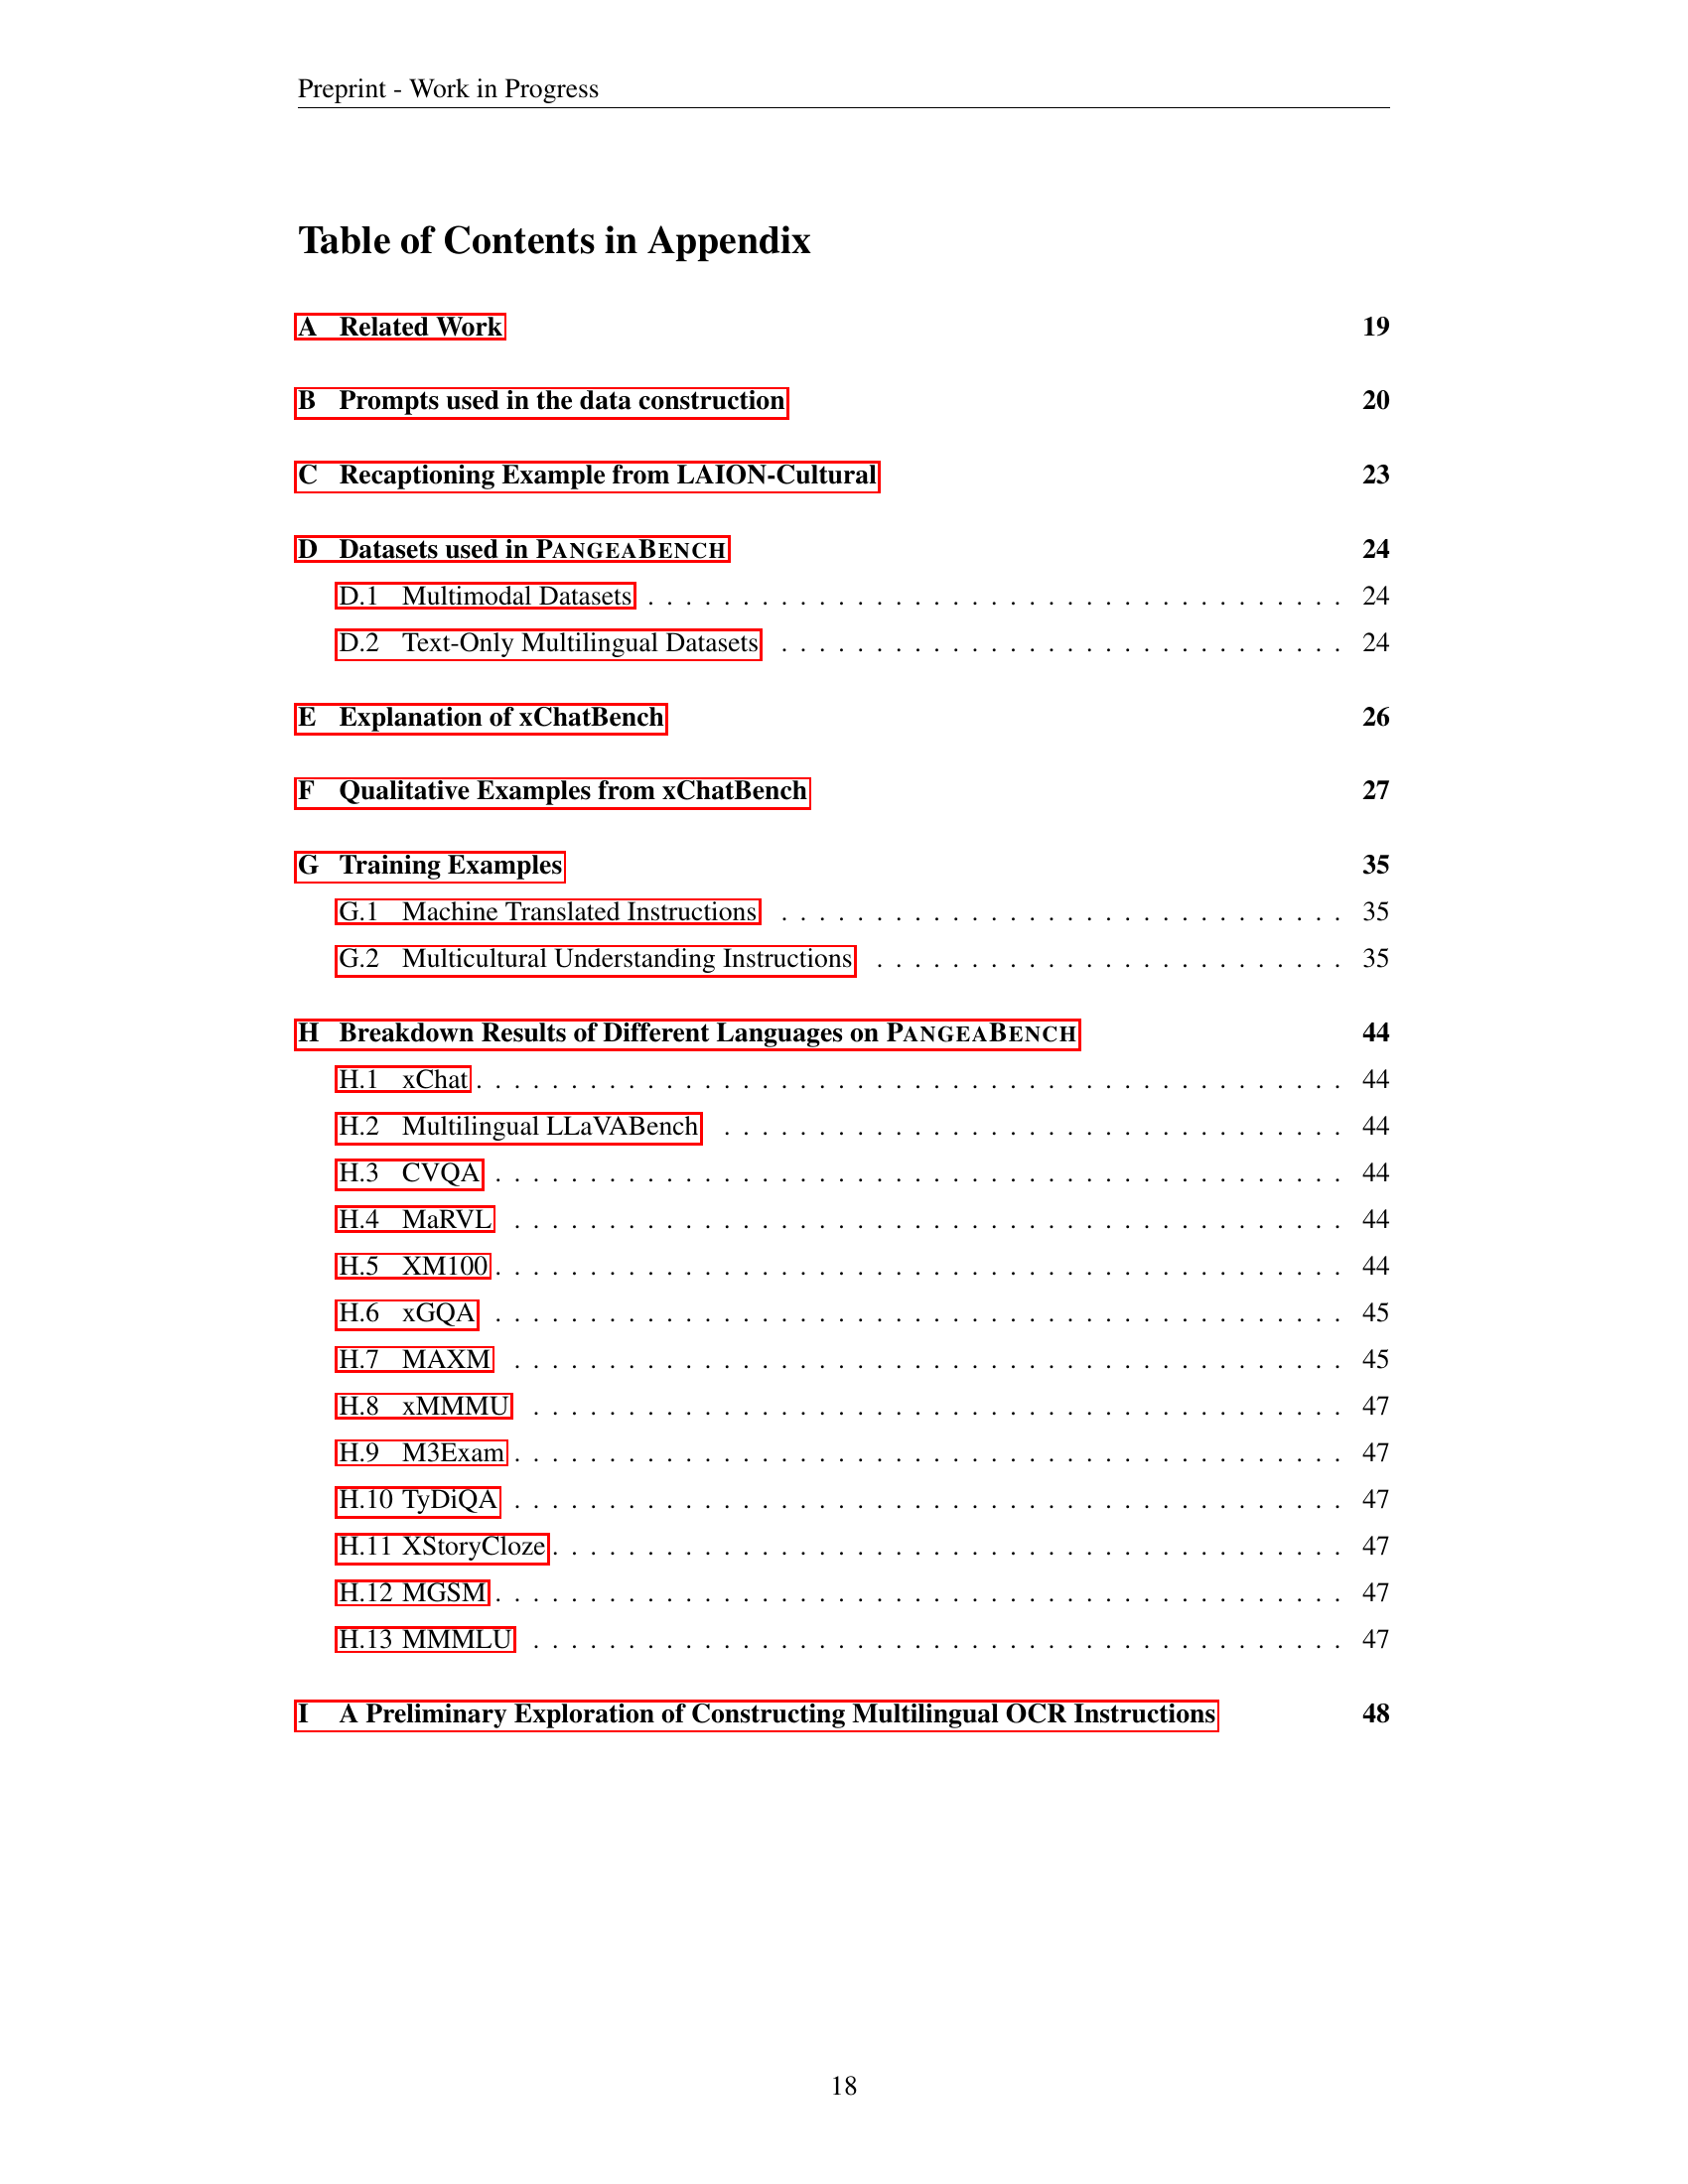 Preprint - Work in Progress
Table of Contents in Appendix
A Related Work 19
B Prompts used in the data construction 20
C Recaptioning Example from LAION-Cultural 23
D Datasets used in PANGEABENCH 24
D.1 Multimodal Datasets . . . . . . . . . . . . . . . . . . . . . . . . . . . . . . . . . . . . . 24
D.2 Text-Only Multilingual Datasets . . . . . . . . . . . . . . . . . . . . . . . . . . . . . . 24
E Explanation of xChatBench 26
F Qualitative Examples from xChatBench 27
G Training Examples 35
G.1 Machine Translated Instructions . . . . . . . . . . . . . . . . . . . . . . . . . . . . . . 35
G.2 Multicultural Understanding Instructions . . . . . . . . . . . . . . . . . . . . . . . . . 35
H Breakdown Results of Different Languages on PANGEABENCH 44
H.1 xChat . . . . . . . . . . . . . . . . . . . . . . . . . . . . . . . . . . . . . . . . . . . . . . 44
H.2 Multilingual LLaVABench . . . . . . . . . . . . . . . . . . . . . . . . . . . . . . . . . 44
H.3 CVQA . . . . . . . . . . . . . . . . . . . . . . . . . . . . . . . . . . . . . . . . . . . . . 44
H.4 MaRVL . . . . . . . . . . . . . . . . . . . . . . . . . . . . . . . . . . . . . . . . . . . . 44
H.5 XM100 . . . . . . . . . . . . . . . . . . . . . . . . . . . . . . . . . . . . . . . . . . . . . 44
H.6 xGQA . . . . . . . . . . . . . . . . . . . . . . . . . . . . . . . . . . . . . . . . . . . . . 45
H.7 MAXM . . . . . . . . . . . . . . . . . . . . . . . . . . . . . . . . . . . . . . . . . . . . 45
H.8 xMMMU . . . . . . . . . . . . . . . . . . . . . . . . . . . . . . . . . . . . . . . . . . . 47
H.9 M3Exam . . . . . . . . . . . . . . . . . . . . . . . . . . . . . . . . . . . . . . . . . . . . 47
H.10 TyDiQA . . . . . . . . . . . . . . . . . . . . . . . . . . . . . . . . . . . . . . . . . . . . 47
H.11 XStoryCloze . . . . . . . . . . . . . . . . . . . . . . . . . . . . . . . . . . . . . . . . . . 47
H.12 MGSM . . . . . . . . . . . . . . . . . . . . . . . . . . . . . . . . . . . . . . . . . . . . . 47
H.13 MMMLU . . . . . . . . . . . . . . . . . . . . . . . . . . . . . . . . . . . . . . . . . . . 47
I A Preliminary Exploration of Constructing Multilingual OCR Instructions 48
18